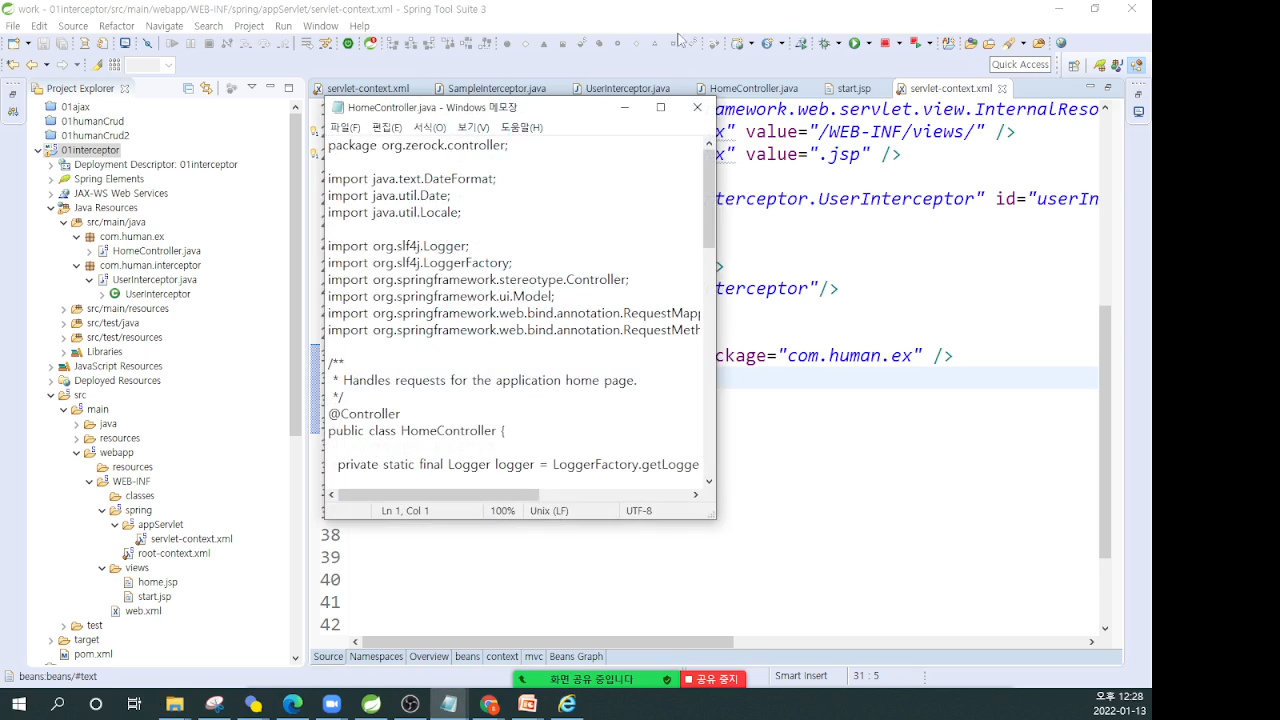 work - 01interceptor/src/main/webapp/WEB-INF/spring/appServlet/servlet-context.xml - Spring Tool Suite 3
File Edit Source Refactor Navigate Search Project Run Window Help
Quick Access
Project Explorer
01ajax
01humanCrud
01humanCrud2
01interceptor
Deployment Descriptor: 01interceptor
Spring Elements
JAX-WS Web Services
Java Resources
src/main/java
com.human.ex
HomeController.java
com.human.interceptor
UserInterceptor.java
UserInterceptor
src/main/resources
src/test/java
src/test/resources
Libraries
JavaScript Resources
Deployed Resources
src
main
java
resources
webapp
resources
WEB-INF
classes
spring
appServlet
servlet-context.xml
root-context.xml
views
home.jsp
start.jsp
web.xml
test
target
pom.xml
servlet-context.xml SampleInterceptor.java UserInterceptor.java HomeController.java start.jsp servlet-context.xml
amework.web.servlet.view.InternalReso
x" value="/WEB-INF/views/" />
x" value=".jsp" />
terceptor.UserInterceptor" id="userIn
>
terceptor"/>
ckage="com.human.ex" />
38
39
40
41
42
HomeController.java - Windows 메모장
파일(F) 편집(E) 서식(O) 보기(V) 도움말(H)
package org.zerock.controller;
import java.text.DateFormat;
import java.util.Date;
import java.util.Locale;
import org.slf4j.Logger;
import org.slf4j.LoggerFactory;
import org.springframework.stereotype.Controller;
import org.springframework.ui.Model;
import org.springframework.web.bind.annotation.RequestMapp
import org.springframework.web.bind.annotation.RequestMeth
/**
* Handles requests for the application home page.
*/
@Controller
public class HomeController {
private static final Logger logger = LoggerFactory.getLogge
Ln 1, Col 1 100% Unix (LF) UTF-8
Source Namespaces Overview beans context mvc Beans Graph
beans:beans/#text
화면 공유 중입니다 공유 중지
Smart Insert 31 : 5
오후 12:28
2022-01-13